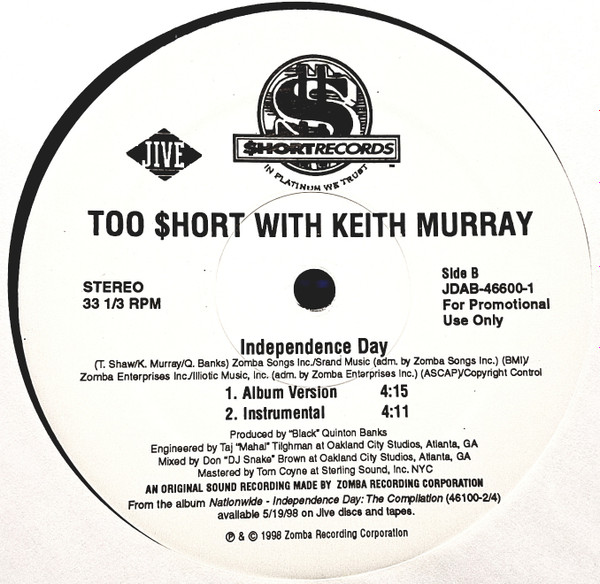 JIVE
$HORTRECORDS
IN PLATINUM WE TRUST
TM
TOO $HORT WITH KEITH MURRAY
STEREO
33 1/3 RPM
Side B
JDAB-46600-1
For Promotional
Use Only
Independence Day
(T. Shaw/K. Murray/Q. Banks) Zomba Songs Inc./Srand Music (adm. by Zomba Songs Inc.) (BMI)/
Zomba Enterprises Inc./Illiotic Music, Inc. (adm. by Zomba Enterprises Inc.) (ASCAP)/Copyright Control
1. Album Version 4:15
2. Instrumental 4:11
Produced by "Black" Quinton Banks
Engineered by Taj "Mahal" Tilghman at Oakland City Studios, Atlanta, GA
Mixed by Don "DJ Snake" Brown at Oakland City Studios, Atlanta, GA
Mastered by Tom Coyne at Sterling Sound, Inc. NYC
AN ORIGINAL SOUND RECORDING MADE BY ZOMBA RECORDING CORPORATION
From the album Nationwide - Independence Day: The Compilation (46100-2/4)
available 5/19/98 on Jive discs and tapes.
℗ & © 1998 Zomba Recording Corporation